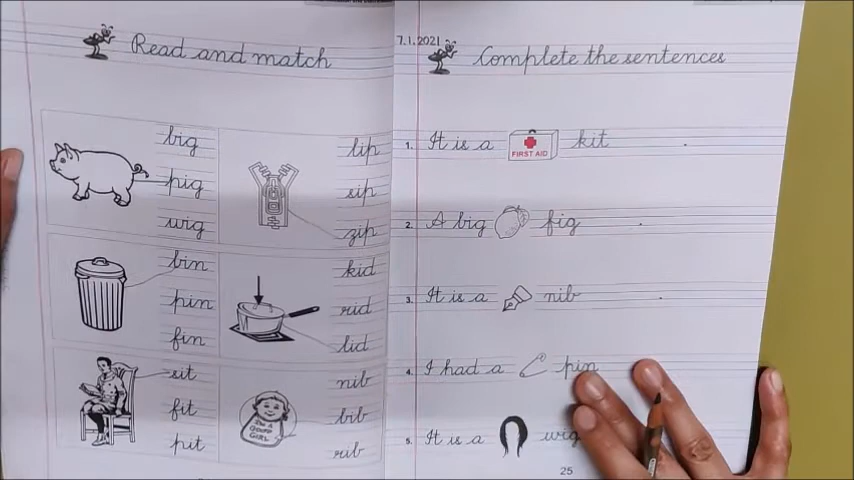 Read and match
big
pig
wig
lip
sip
zip
bin
pin
fin
kid
rid
lid
sit
fit
pit
I'M A
GOOD
GIRL
nib
bib
rib
7.1.2021
Complete the sentences
1. It is a FIRST AID kit .
2. A big fig .
3. It is a nib .
4. I had a pin
5. It is a wig
25